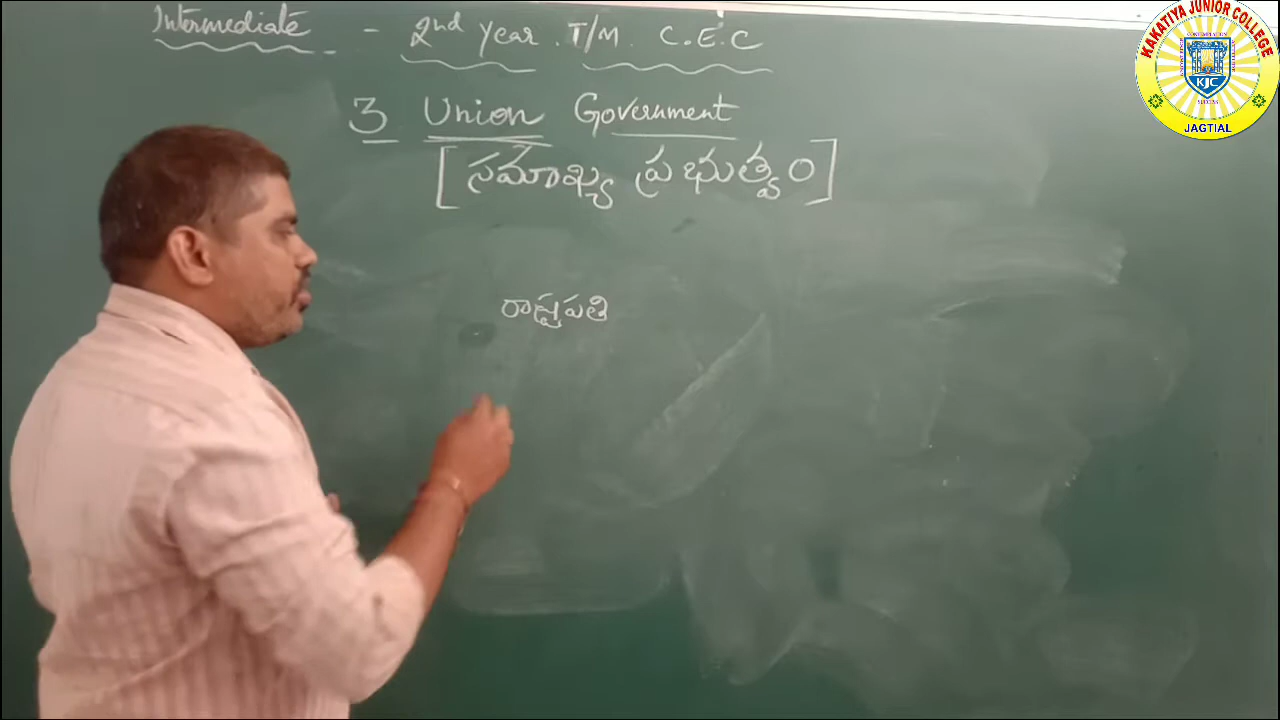 Intermediate - 2nd year. T/M. C.E.C
3 Union Government
[సమాఖ్య ప్రభుత్వం]
రాష్ట్రపతి
KAKATIYA JUNIOR COLLEGE
KJC
JAGTIAL